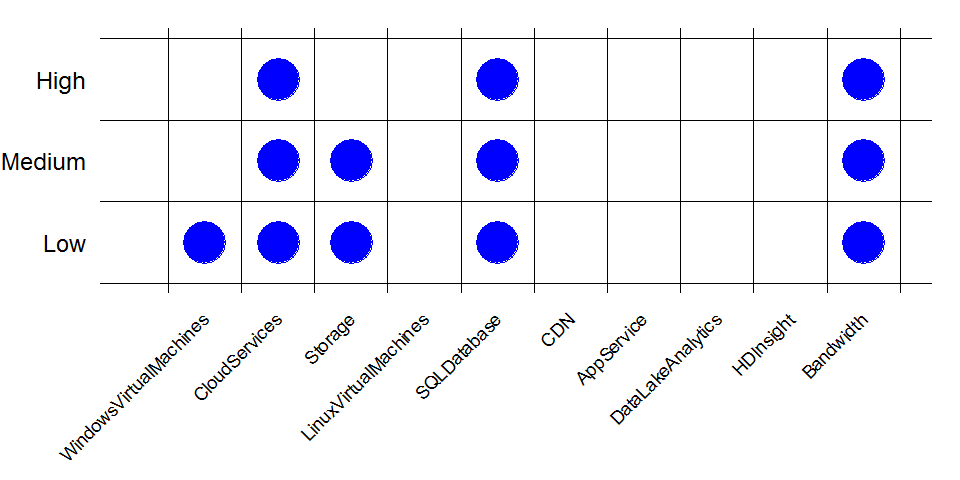 High
Medium
Low
WindowsVirtualMachines
CloudServices
Storage
LinuxVirtualMachines
SQLDatabase
CDN
AppService
DataLakeAnalytics
HDInsight
Bandwidth